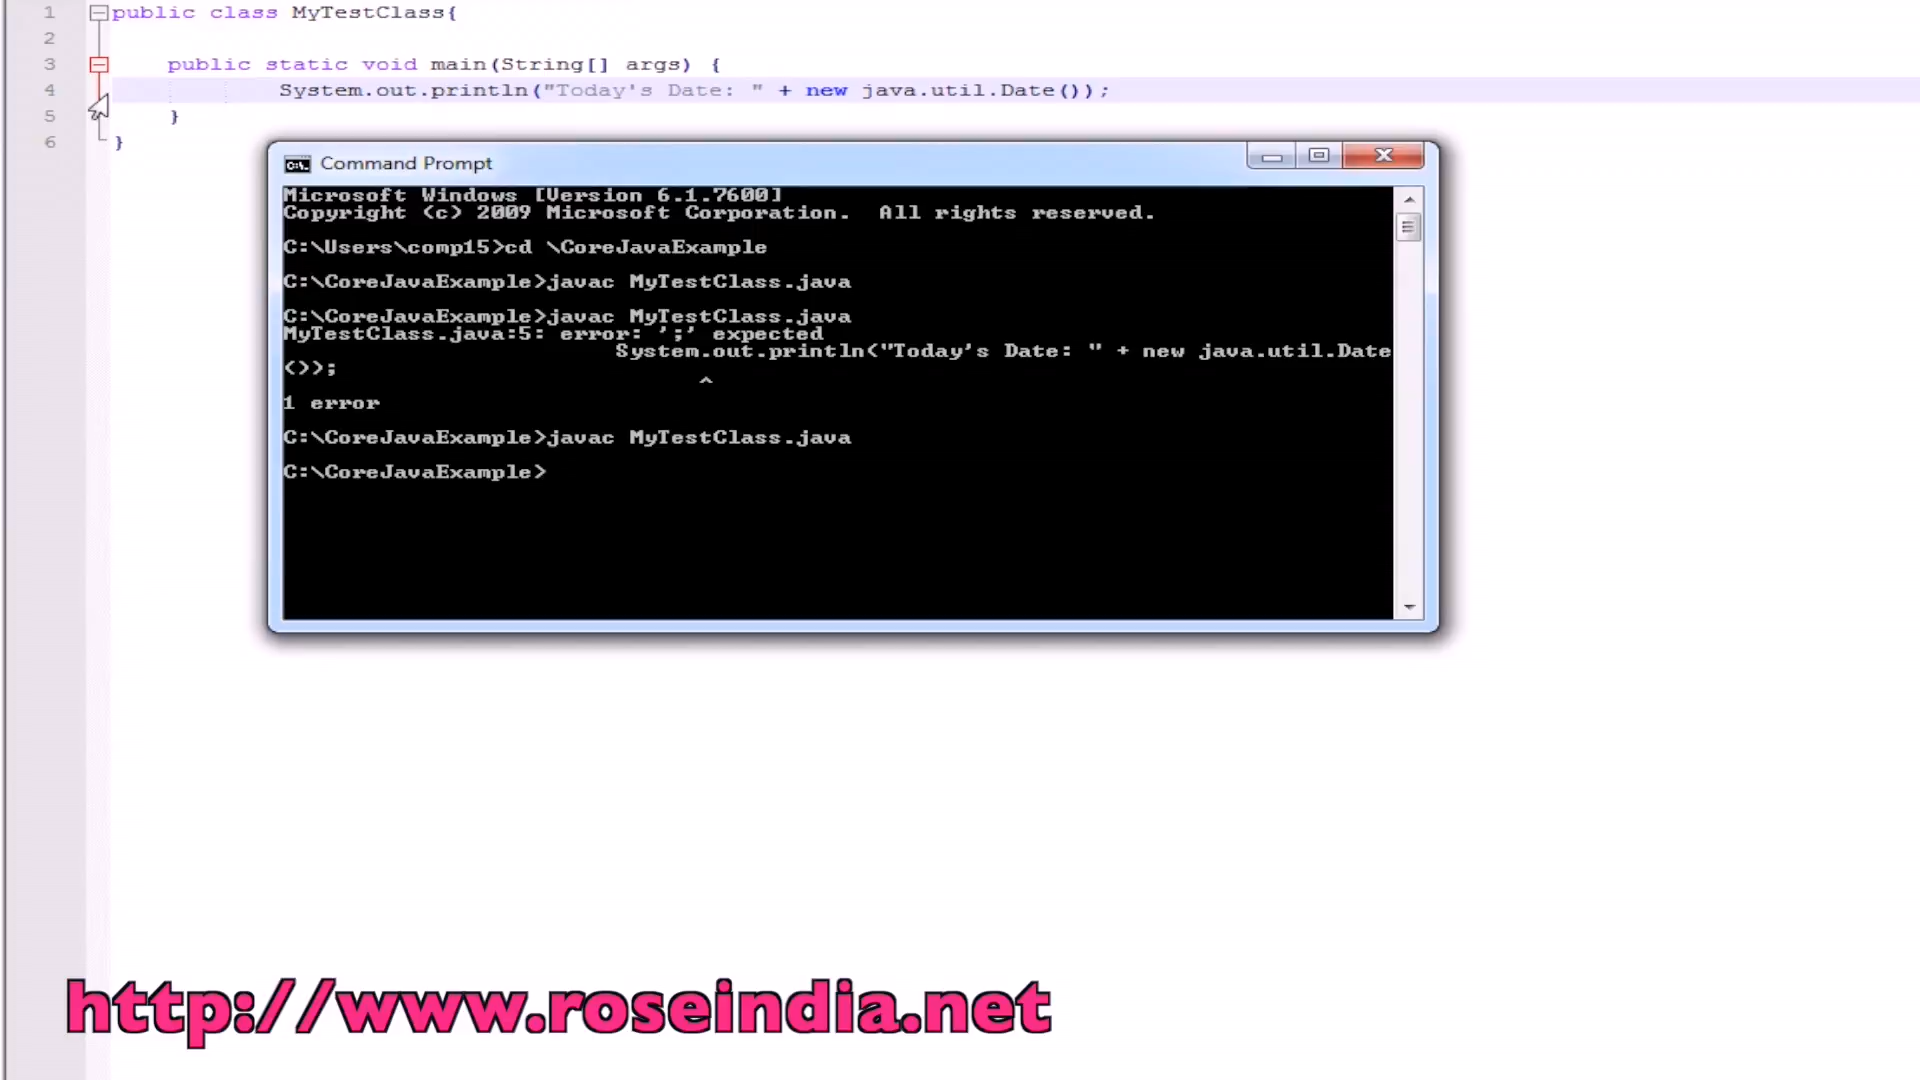 1 public class MyTestClass{
2
3 public static void main(String[] args) {
4 System.out.println("Today's Date: " + new java.util.Date());
5 }
6 }
Command Prompt
Microsoft Windows [Version 6.1.7600]
Copyright (c) 2009 Microsoft Corporation.  All rights reserved.
C:\Users\comp15>cd \CoreJavaExample
C:\CoreJavaExample>javac MyTestClass.java
C:\CoreJavaExample>javac MyTestClass.java
MyTestClass.java:5: error: ';' expected
System.out.println("Today's Date: " + new java.util.Date
());
^
1 error
C:\CoreJavaExample>javac MyTestClass.java
C:\CoreJavaExample>
http://www.roseindia.net